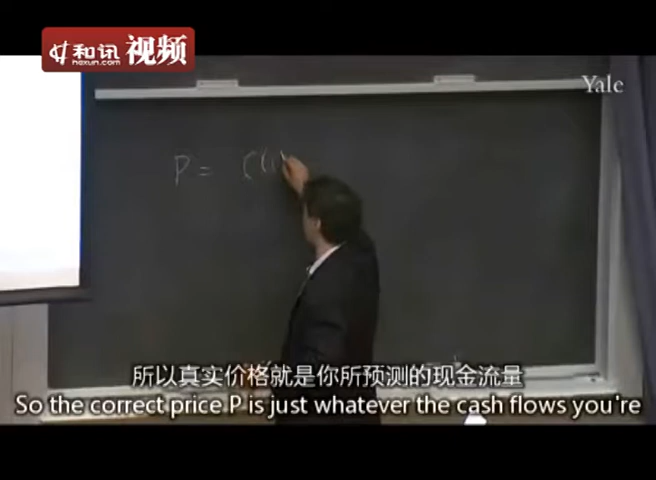 和讯 视频
hexun.com
Yale
P = C(1)
所以真实价格就是你所预测的现金流量
So the correct price P is just whatever the cash flows you're